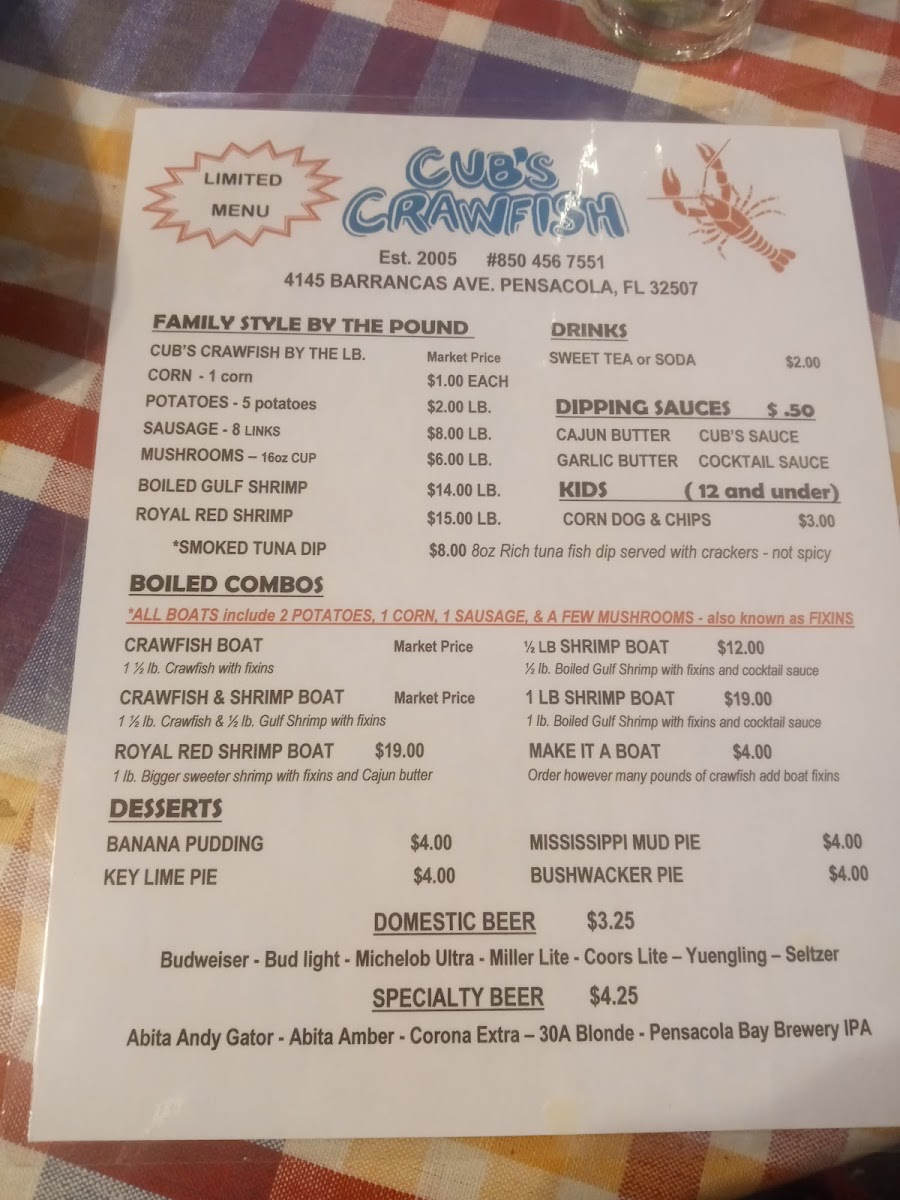 LIMITED
MENU
CUB'S
CRAWFISH
Est. 2005 #850 456 7551
4145 BARRANCAS AVE. PENSACOLA, FL 32507
FAMILY STYLE BY THE POUND
CUB'S CRAWFISH BY THE LB. Market Price
CORN - 1 corn $1.00 EACH
POTATOES - 5 potatoes $2.00 LB.
SAUSAGE - 8 LINKS $8.00 LB.
MUSHROOMS – 16oz CUP $6.00 LB.
BOILED GULF SHRIMP $14.00 LB.
ROYAL RED SHRIMP $15.00 LB.
DRINKS
SWEET TEA or SODA $2.00
DIPPING SAUCES $ .50
CAJUN BUTTER CUB'S SAUCE
GARLIC BUTTER COCKTAIL SAUCE
KIDS ( 12 and under)
CORN DOG & CHIPS $3.00
*SMOKED TUNA DIP $8.00 8oz Rich tuna fish dip served with crackers - not spicy
BOILED COMBOS
*ALL BOATS include 2 POTATOES, 1 CORN, 1 SAUSAGE, & A FEW MUSHROOMS - also known as FIXINS
CRAWFISH BOAT Market Price
1 ½ lb. Crawfish with fixins
CRAWFISH & SHRIMP BOAT Market Price
1 ½ lb. Crawfish & ½ lb. Gulf Shrimp with fixins
ROYAL RED SHRIMP BOAT $19.00
1 lb. Bigger sweeter shrimp with fixins and Cajun butter
½ LB SHRIMP BOAT $12.00
½ lb. Boiled Gulf Shrimp with fixins and cocktail sauce
1 LB SHRIMP BOAT $19.00
1 lb. Boiled Gulf Shrimp with fixins and cocktail sauce
MAKE IT A BOAT $4.00
Order however many pounds of crawfish add boat fixins
DESSERTS
BANANA PUDDING $4.00 MISSISSIPPI MUD PIE $4.00
KEY LIME PIE $4.00 BUSHWACKER PIE $4.00
DOMESTIC BEER $3.25
Budweiser - Bud light - Michelob Ultra - Miller Lite - Coors Lite – Yuengling – Seltzer
SPECIALTY BEER $4.25
Abita Andy Gator - Abita Amber - Corona Extra – 30A Blonde - Pensacola Bay Brewery IPA